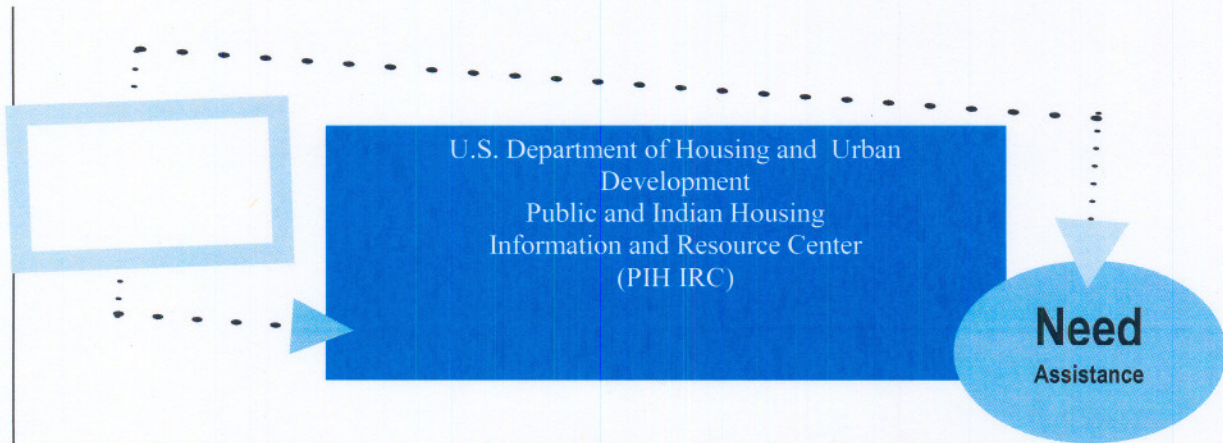 U.S. Department of Housing and Urban
Development
Public and Indian Housing
Information and Resource Center
(PIH IRC)
Need
Assistance